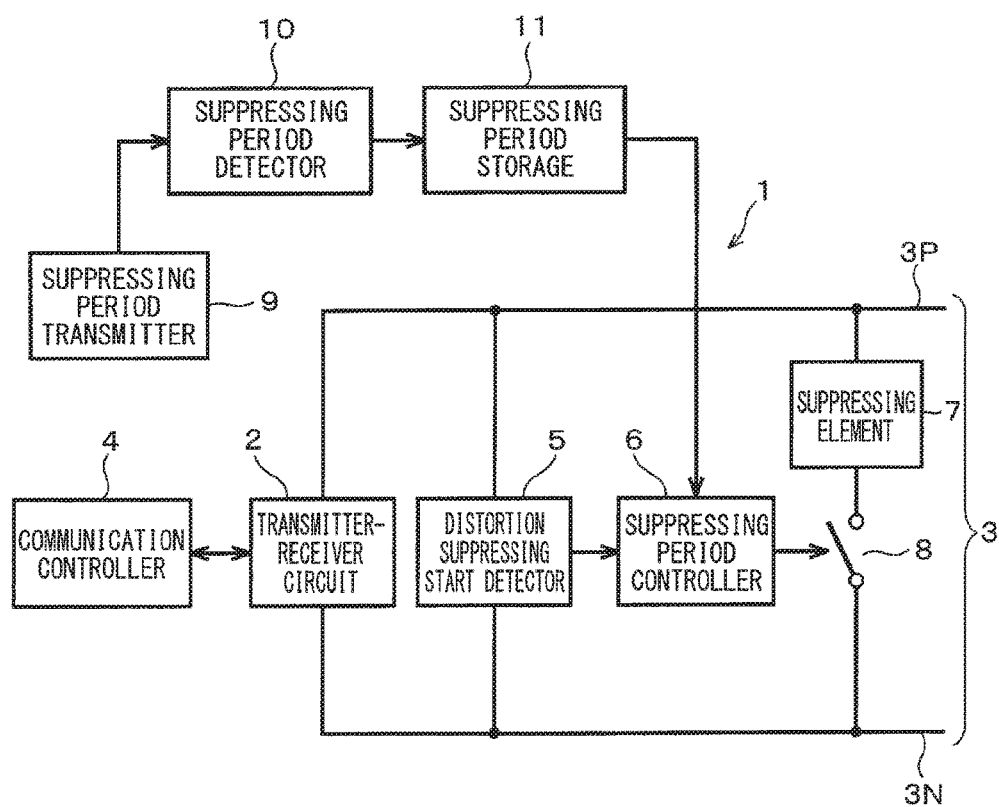 10
11
SUPPRESSING
PERIOD
DETECTOR
SUPPRESSING
PERIOD
STORAGE
1
SUPPRESSING
PERIOD
TRANSMITTER
9
3P
SUPPRESSING
ELEMENT
7
4
2
5
6
COMMUNICATION
CONTROLLER
TRANSMITTER-
RECEIVER
CIRCUIT
DISTORTION
SUPPRESSING
START DETECTOR
SUPPRESSING
PERIOD
CONTROLLER
8
3
3N